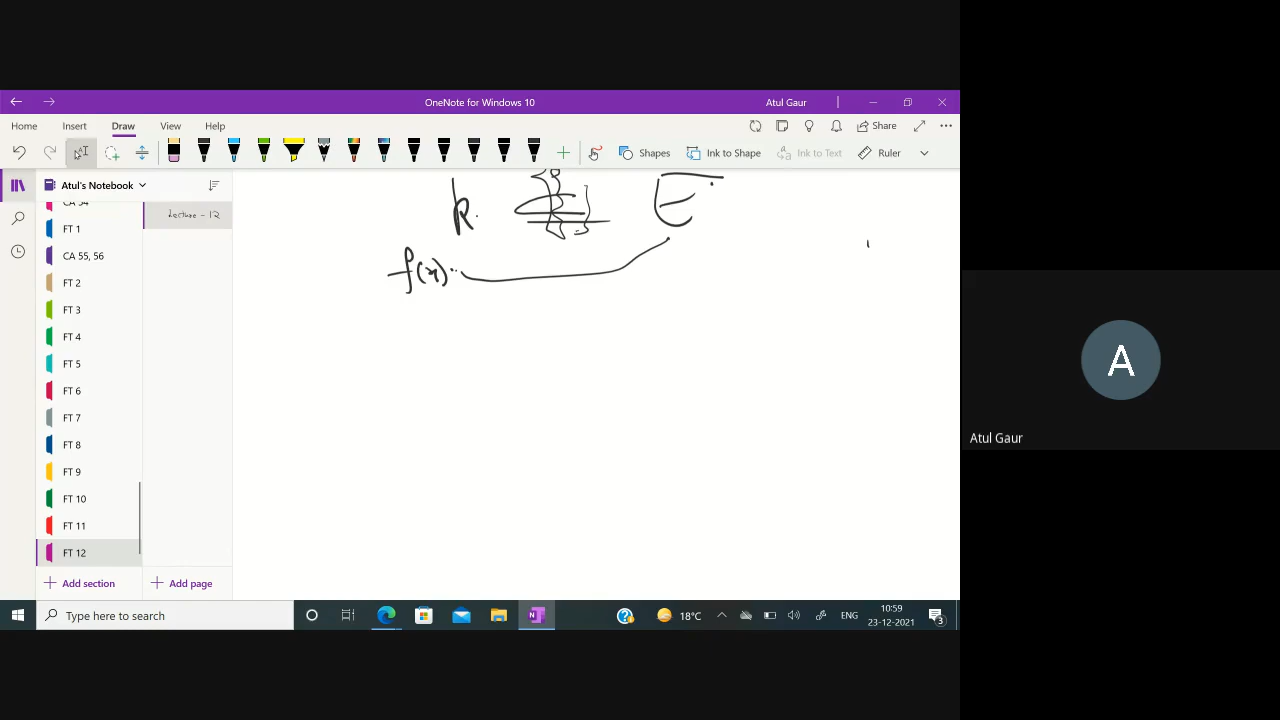 OneNote for Windows 10
Atul Gaur
Home Insert Draw View Help
Share
Shapes Ink to Shape Ink to Text Ruler
Atul's Notebook
CA 54
Lecture - 12
FT 1
CA 55, 56
FT 2
FT 3
FT 4
FT 5
FT 6
FT 7
FT 8
FT 9
FT 10
FT 11
FT 12
Add section Add page
k. E
f(x)
A
Atul Gaur
Type here to search
18°C
ENG
10:59
23-12-2021
3